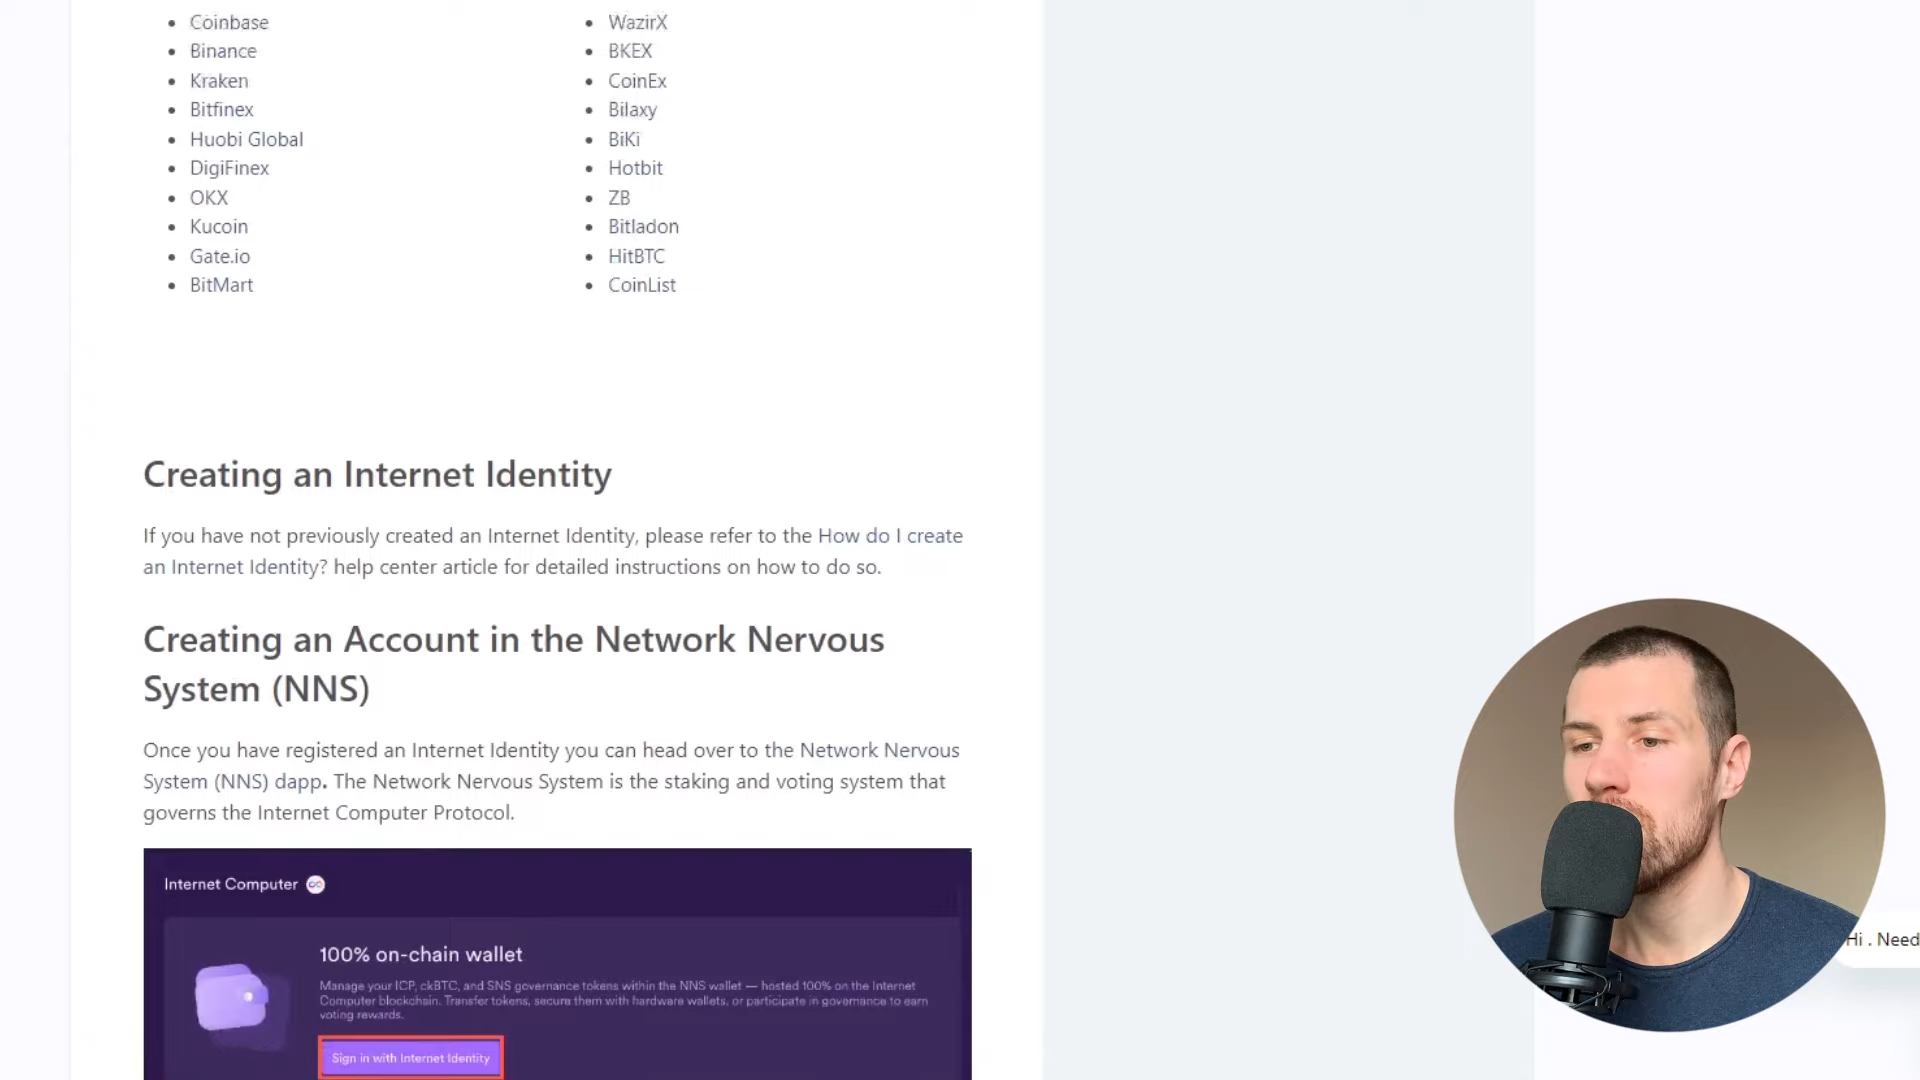 Coinbase
Binance
Kraken
Bitfinex
Huobi Global
DigiFinex
OKX
Kucoin
Gate.io
BitMart
WazirX
BKEX
CoinEx
Bilaxy
BiKi
Hotbit
ZB
Bitladon
HitBTC
CoinList
Creating an Internet Identity
If you have not previously created an Internet Identity, please refer to the How do I create
an Internet Identity? help center article for detailed instructions on how to do so.
Creating an Account in the Network Nervous
System (NNS)
Once you have registered an Internet Identity you can head over to the Network Nervous
System (NNS) dapp. The Network Nervous System is the staking and voting system that
governs the Internet Computer Protocol.
Internet Computer
100% on-chain wallet
Manage your ICP, ckBTC, and SNS governance tokens within the NNS wallet — hosted 100% on the Internet
Computer blockchain. Transfer tokens, secure them with hardware wallets, or participate in governance to earn
voting rewards.
Sign in with Internet Identity
Hi . Need